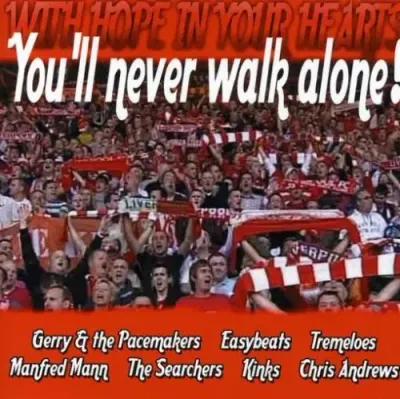 WITH HOPE IN YOUR HEARTS
You'll never walk alone!
Gerry & the Pacemakers Easybeats Tremeloes
Manfred Mann The Searchers Kinks Chris Andrews